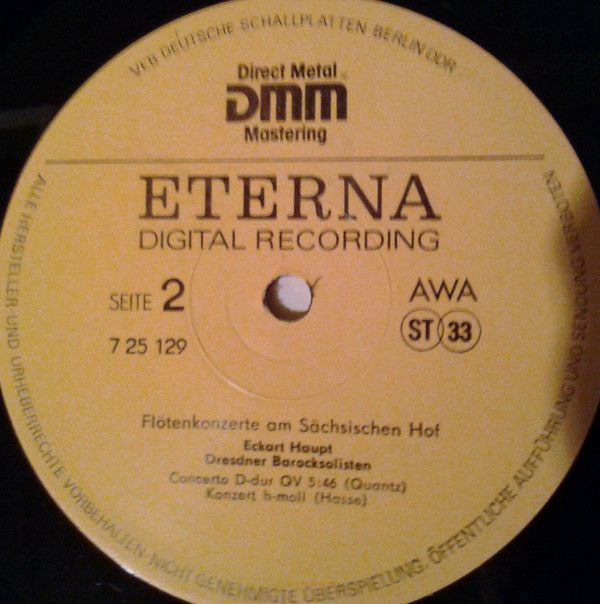 VEB DEUTSCHE SCHALLPLATTEN BERLIN DDR
Direct Metal
DMM
Mastering
ETERNA
DIGITAL RECORDING
SEITE 2
7 25 129
AWA
ST 33
Flötenkonzerte am Sächsischen Hof
Eckart Haupt
Dresdner Barocksolisten
Concerto D-dur QV 5:46 (Quantz)
Konzert h-moll (Hasse)
ALLE HERSTELLER- UND URHEBERRECHTE VORBEHALTEN. NICHT GENEHMIGTE ÜBERSPIELUNG, ÖFFENTLICHE AUFFÜHRUNG UND SENDUNG VERBOTEN